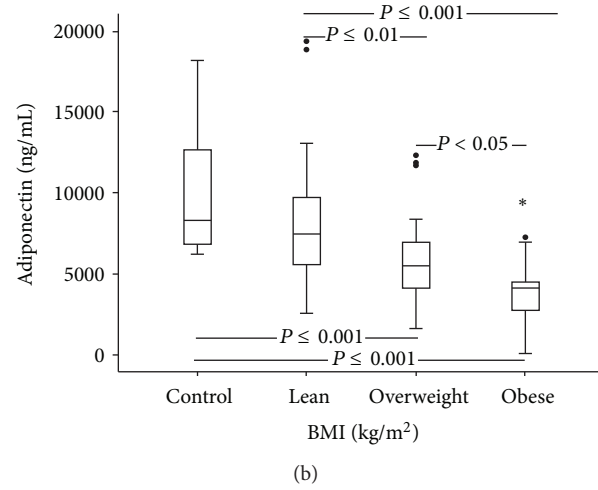 P ≤ 0.001
20000
P ≤ 0.01
15000
P < 0.05
Adiponectin (ng/mL)
10000
*
5000
P ≤ 0.001
0
P ≤ 0.001
Control Lean Overweight Obese
BMI (kg/m²)
(b)